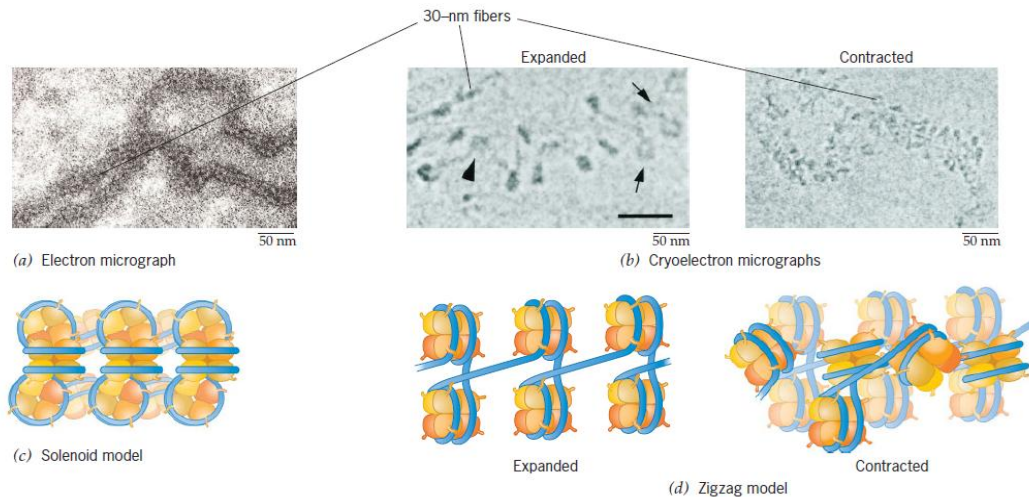 30–nm fibers
Expanded
Contracted
50 nm
50 nm
50 nm
(a) Electron micrograph
(b) Cryoelectron micrographs
(c) Solenoid model
Expanded
Contracted
(d) Zigzag model